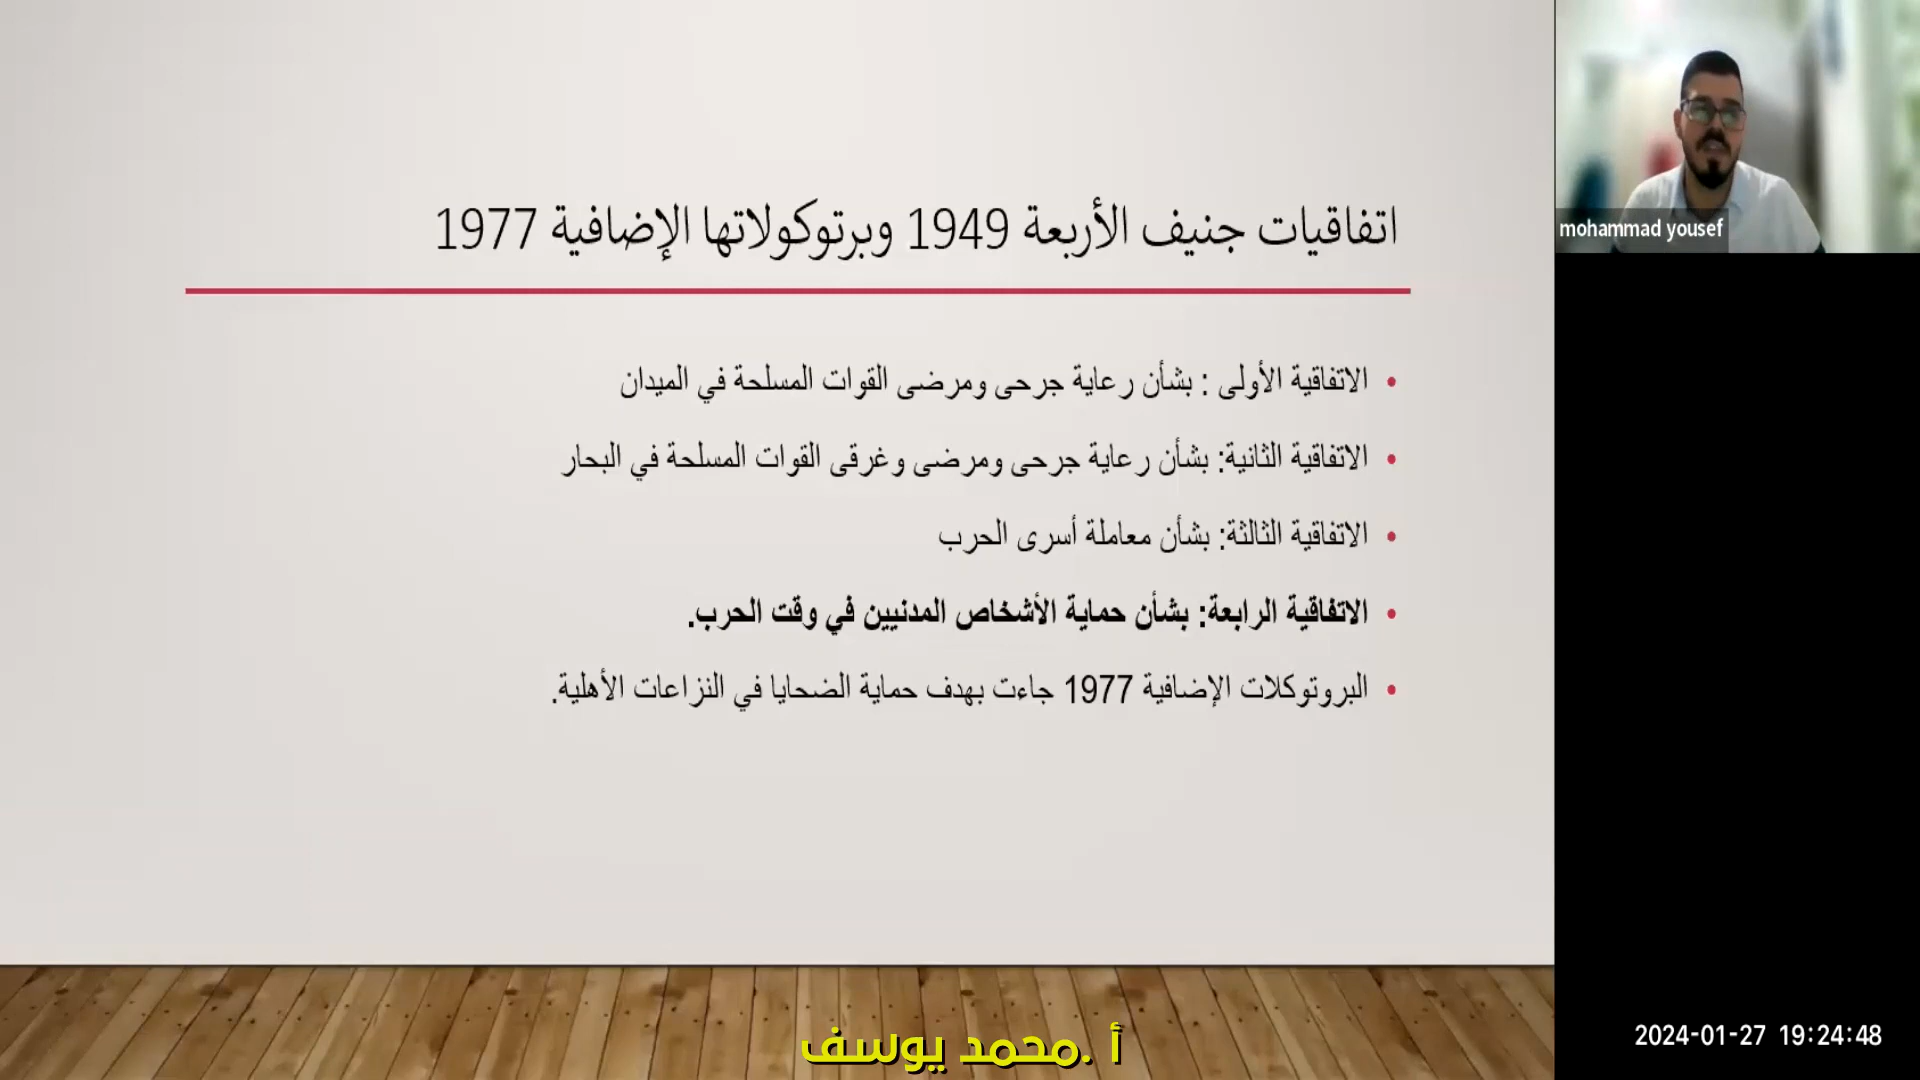 اتفاقيات جنيف الأربعة 1949 وبرتوكولاتها الإضافية 1977
• الاتفاقية الأولى : بشأن رعاية جرحى ومرضى القوات المسلحة في الميدان
• الاتفاقية الثانية: بشأن رعاية جرحى ومرضى وغرقى القوات المسلحة في البحار
• الاتفاقية الثالثة: بشأن معاملة أسرى الحرب
• الاتفاقية الرابعة: بشأن حماية الأشخاص المدنيين في وقت الحرب.
• البروتوكلات الإضافية 1977 جاءت بهدف حماية الضحايا في النزاعات الأهلية.
mohammad yousef
أ .محمد يوسف
2024-01-27 19:24:48